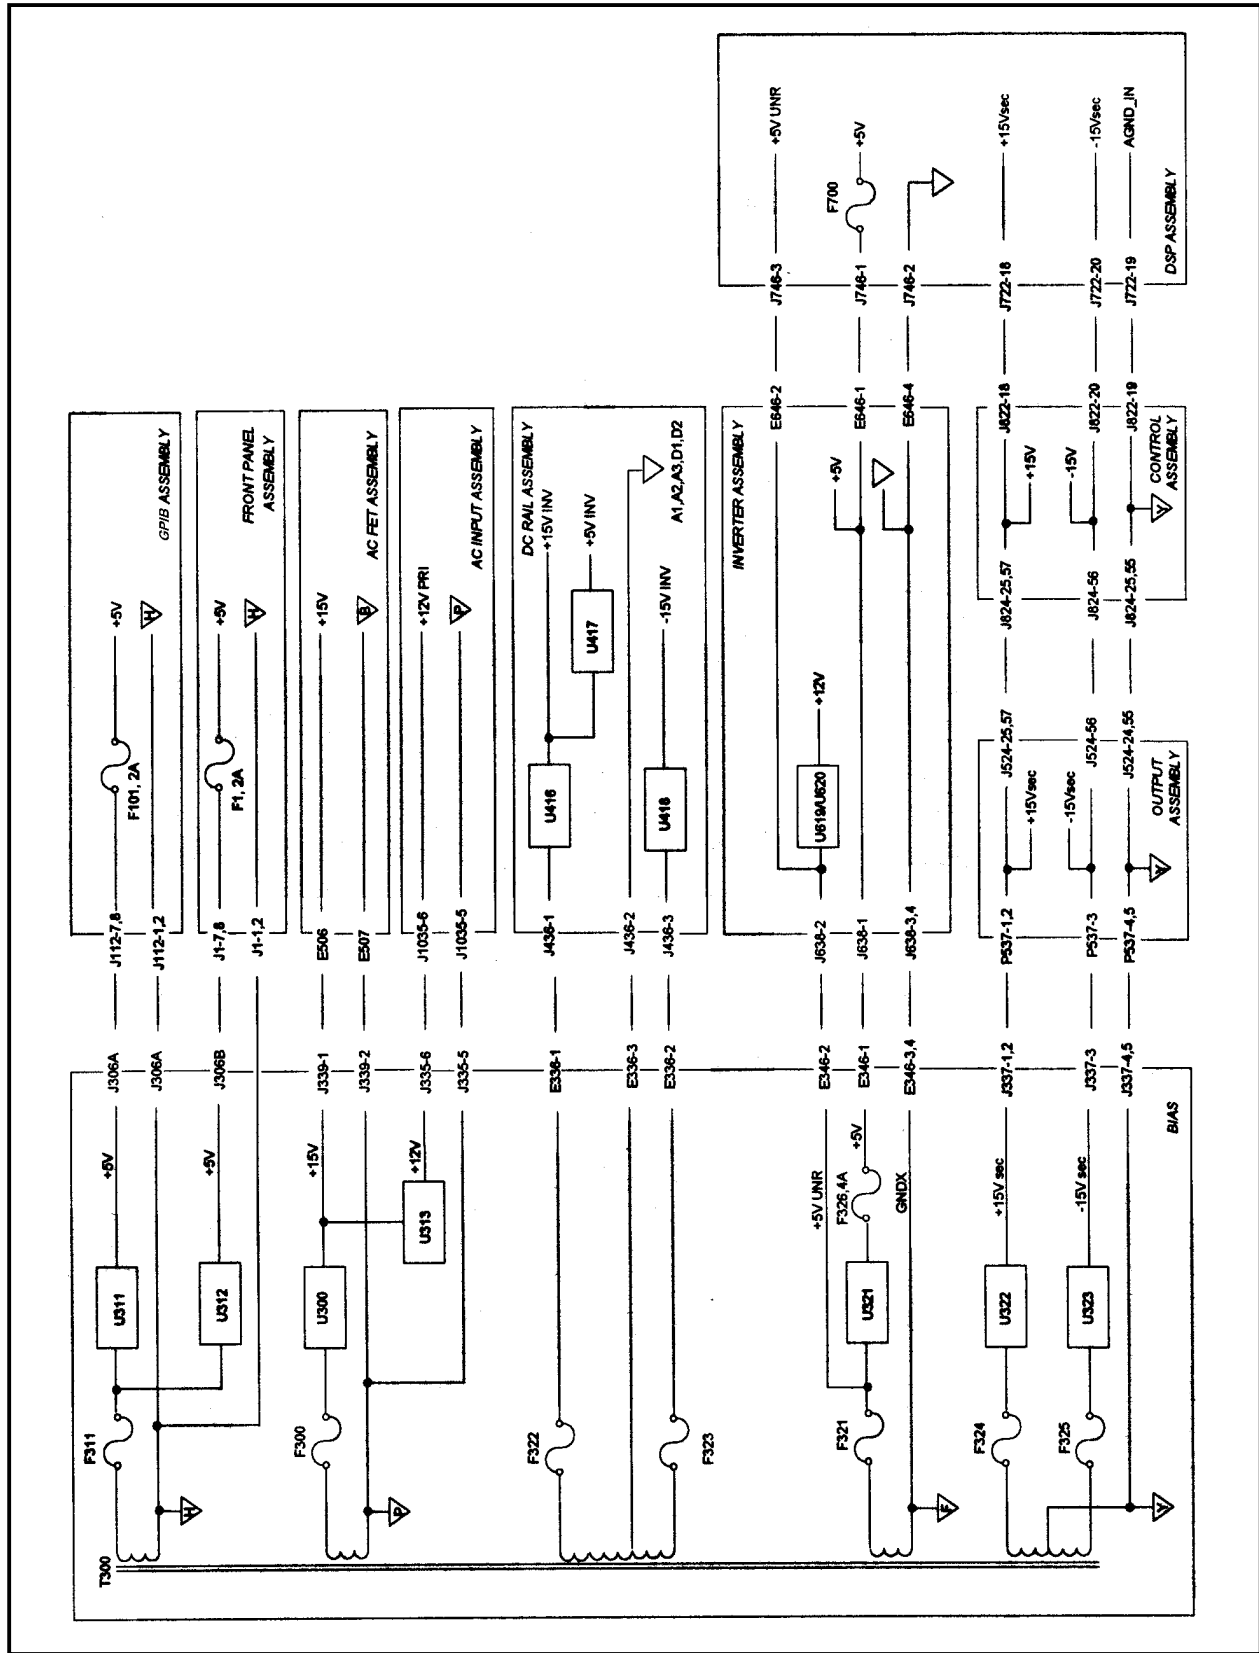 T300
F311
U311
+5V
J306A
J112-7,8
F101, 2A
+5V
J306A
J112-1,2
H
H
GPIB ASSEMBLY
U312
+5V
J306B
J1-7,8
F1, 2A
+5V
J1-1,2
H
FRONT PANEL
ASSEMBLY
F300
U300
+15V
J339-1
E506
+15V
P
J339-2
E507
B
AC FET ASSEMBLY
U313
+12V
J335-6
J1035-6
+12V PRI
J335-5
J1035-5
P
AC INPUT ASSEMBLY
F322
E336-1
J436-1
U416
+15V INV
DC RAIL ASSEMBLY
U417
+5V INV
E336-3
J436-2
A1,A2,A3,D1,D2
F323
E336-2
J436-3
U418
-15V INV
INVERTER ASSEMBLY
+5V UNR
E346-2
J638-2
U619/U620
+12V
E646-2
J746-3
+5V UNR
F321
U321
F326,4A
+5V
E346-1
J638-1
+5V
E646-1
J746-1
F700
+5V
F
GNDX
E346-3,4
J638-3,4
E646-4
J746-2
F324
U322
+15V sec
J337-1,2
P537-1,2
+15Vsec
J524-25,57
J824-25,57
+15V
J822-18
J722-18
+15Vsec
F325
U323
-15V sec
J337-3
P537-3
-15Vsec
J524-56
J824-56
-15V
J822-20
J722-20
-15Vsec
Y
J337-4,5
P537-4,5
Y
J524-24,55
J824-25,55
Y
J822-19
J722-19
AGND_IN
BIAS
OUTPUT
ASSEMBLY
CONTROL
ASSEMBLY
DSP ASSEMBLY